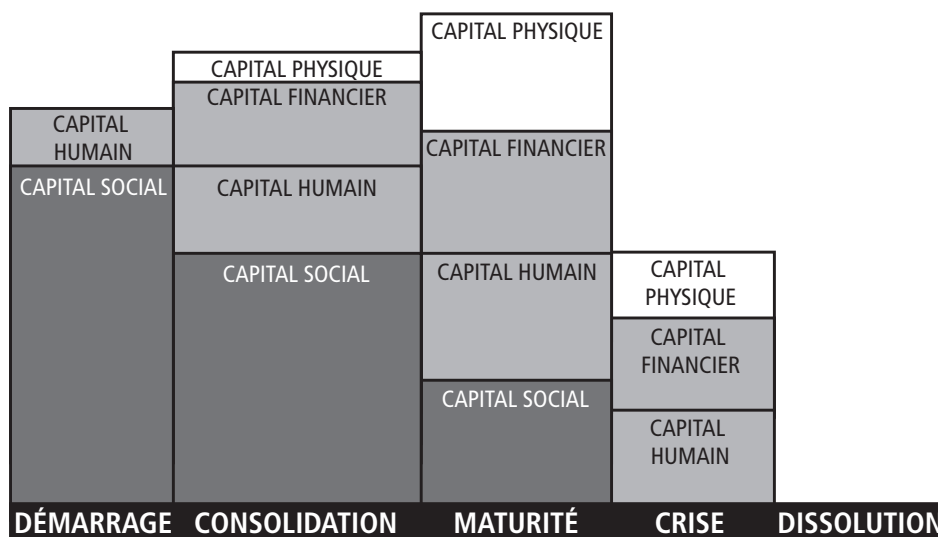 CAPITAL
HUMAIN
CAPITAL SOCIAL
CAPITAL PHYSIQUE
CAPITAL FINANCIER
CAPITAL HUMAIN
CAPITAL SOCIAL
CAPITAL PHYSIQUE
CAPITAL FINANCIER
CAPITAL HUMAIN
CAPITAL SOCIAL
CAPITAL
PHYSIQUE
CAPITAL
FINANCIER
CAPITAL
HUMAIN
DÉMARRAGE CONSOLIDATION MATURITÉ CRISE DISSOLUTION